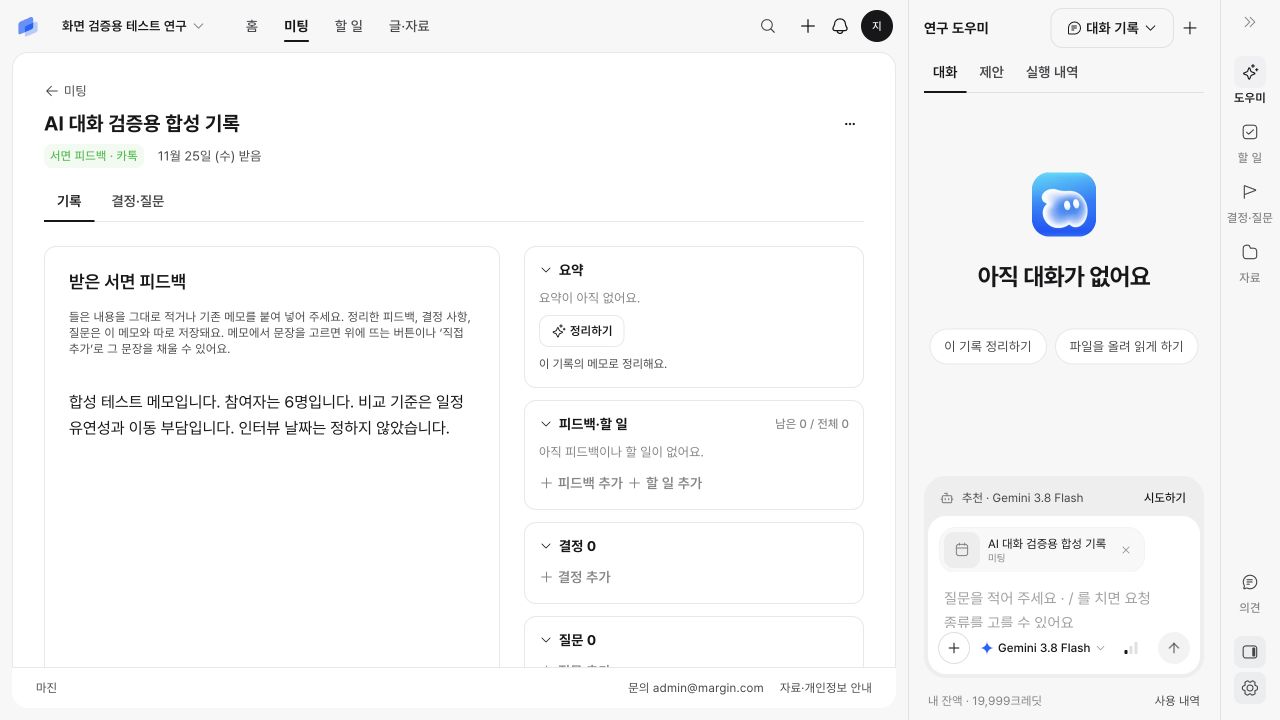 화면 검증용 테스트 연구
홈 미팅 할 일 글·자료
지
미팅
AI 대화 검증용 합성 기록
서면 피드백 · 카톡 11월 25일 (수) 받음
기록 결정·질문
받은 서면 피드백
들은 내용을 그대로 적거나 기존 메모를 붙여 넣어 주세요. 정리한 피드백, 결정 사항,
질문은 이 메모와 따로 저장돼요. 메모에서 문장을 고르면 위에 뜨는 버튼이나 ‘직접
추가’로 그 문장을 채울 수 있어요.
합성 테스트 메모입니다. 참여자는 6명입니다. 비교 기준은 일정
유연성과 이동 부담입니다. 인터뷰 날짜는 정하지 않았습니다.
요약
요약이 아직 없어요.
정리하기
이 기록의 메모로 정리해요.
피드백·할 일 남은 0 / 전체 0
아직 피드백이나 할 일이 없어요.
피드백 추가 할 일 추가
결정 0
결정 추가
질문 0
마진
문의 admin@margin.com 자료·개인정보 안내
연구 도우미
대화 기록
대화 제안 실행 내역
아직 대화가 없어요
이 기록 정리하기 파일을 올려 읽게 하기
추천 · Gemini 3.8 Flash 시도하기
AI 대화 검증용 합성 기록
미팅
질문을 적어 주세요 · / 를 치면 요청
종류를 고를 수 있어요
Gemini 3.8 Flash
내 잔액 · 19,999크레딧 사용 내역
도우미
할 일
결정·질문
자료
의견